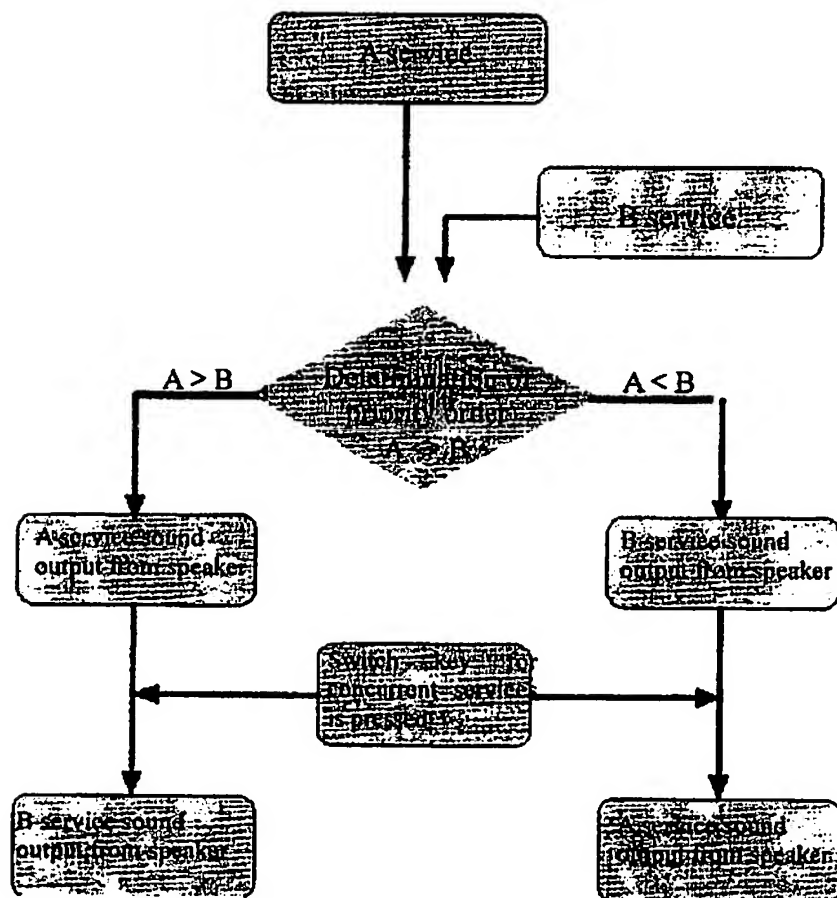 A service
B service
A > B
Determination of
priority order
A > B
A < B
A service sound
output from speaker
B service sound
output from speaker
Switch key for
concurrent services
is pressed
B service sound
output from speaker
A service sound
output from speaker